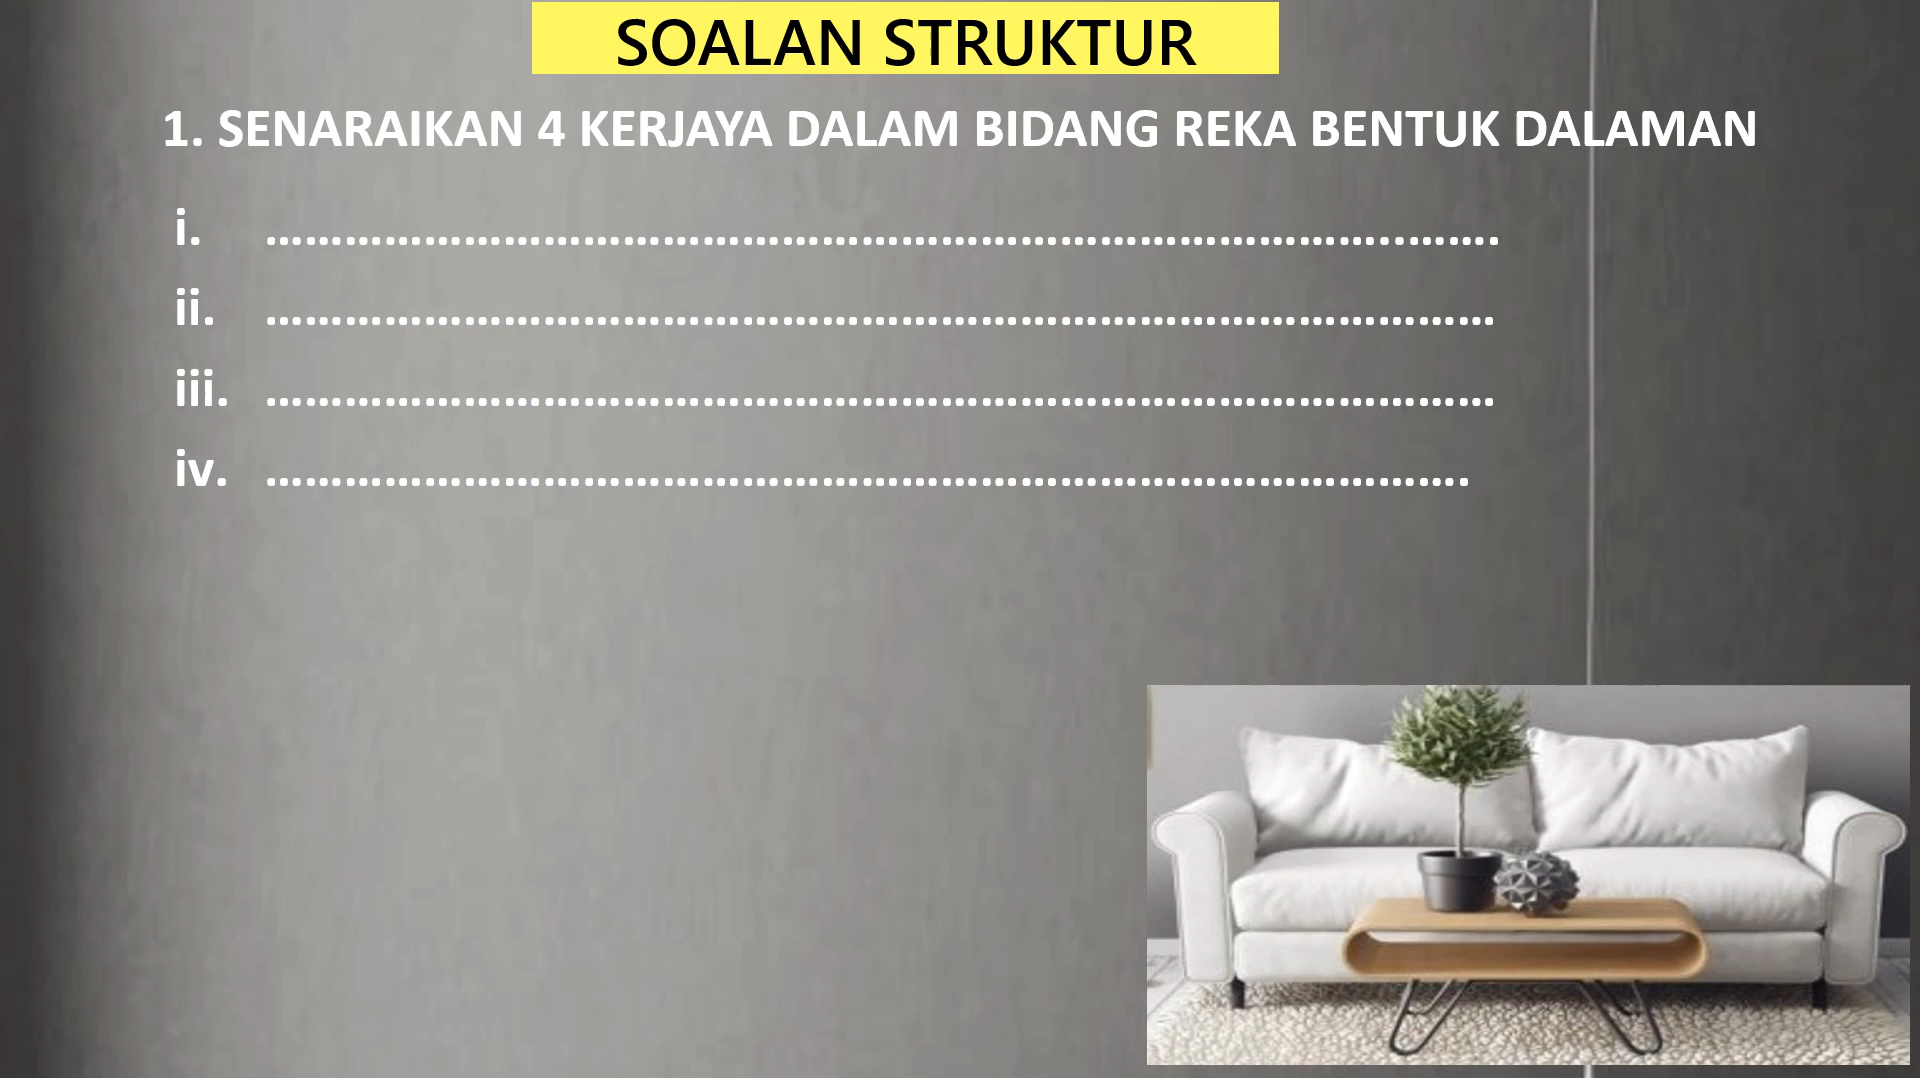 SOALAN STRUKTUR
1. SENARAIKAN 4 KERJAYA DALAM BIDANG REKA BENTUK DALAMAN
i. ……………………………………………………………………………….
ii. ………………………………………………………………………………
iii. ………………………………………………………………………………
iv. …………………………………………………………………………….